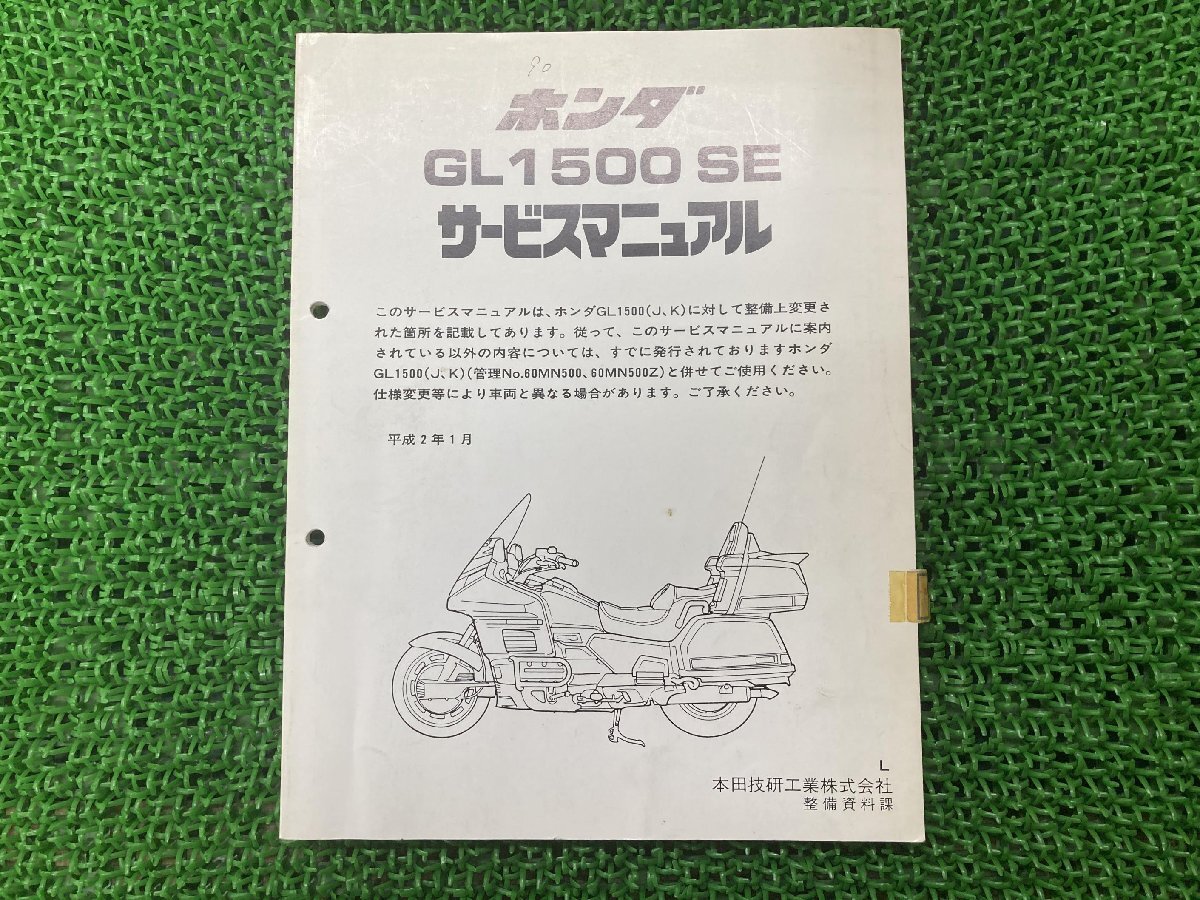 90
ホンダ
GL1500 SE
サービスマニュアル
このサービスマニュアルは、ホンダGL1500(J、K)に対して整備上変更さ
れた箇所を記載してあります。従って、このサービスマニュアルに案内
されている以外の内容については、すでに発行されておりますホンダ
GL1500(J、K)(管理No.60MN500、60MN500Z)と併せてご使用ください。
仕様変更等により車両と異なる場合があります。ご了承ください。
平成2年1月
L
本田技研工業株式会社
整備資料課